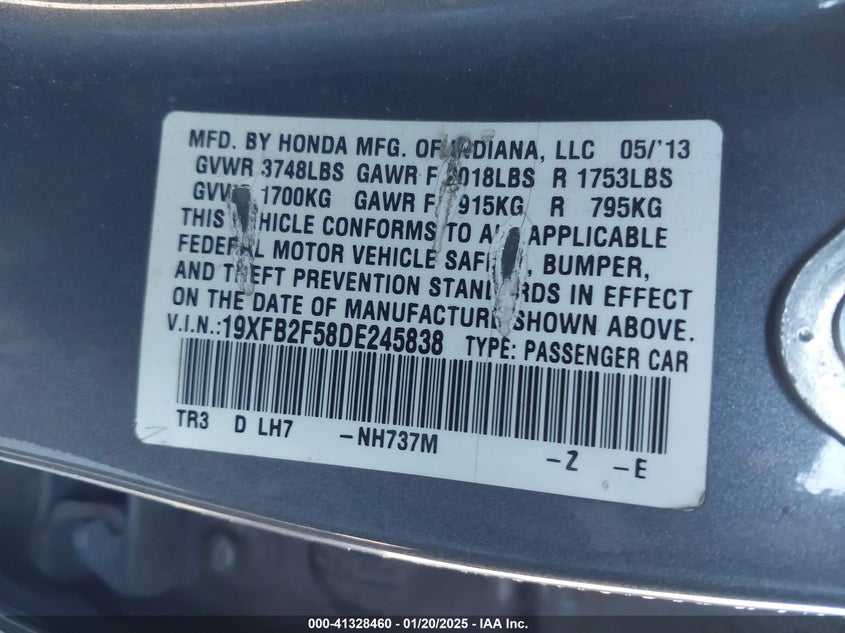 MFD. BY HONDA MFG. OF INDIANA, LLC 05/'13
GVWR 3748LBS GAWR F 2018LBS R 1753LBS
GVWR 1700KG GAWR F 915KG R 795KG
THIS VEHICLE CONFORMS TO ALL APPLICABLE
FEDERAL MOTOR VEHICLE SAFETY, BUMPER,
AND THEFT PREVENTION STANDARDS IN EFFECT
ON THE DATE OF MANUFACTURE SHOWN ABOVE.
V.I.N.:19XFB2F58DE245838 TYPE: PASSENGER CAR
TR3 D LH7 -NH737M -2 -E
000-41328460 - 01/20/2025 - IAA Inc.